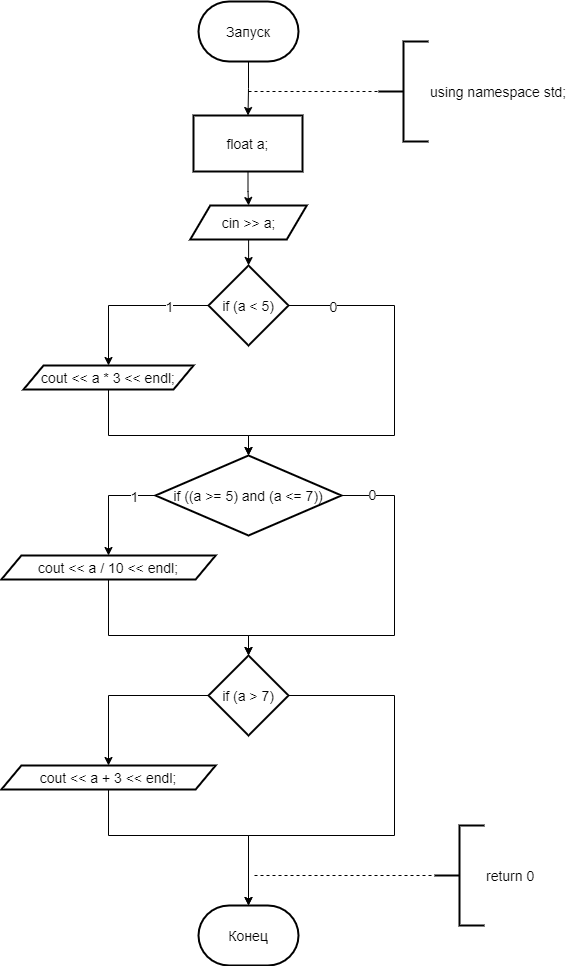 Запуск
using namespace std;
float a;
cin >> a;
if (a < 5)
1
0
cout << a * 3 << endl;
if ((a >= 5) and (a <= 7))
1
0
cout << a / 10 << endl;
if (a > 7)
cout << a + 3 << endl;
return 0
Конец